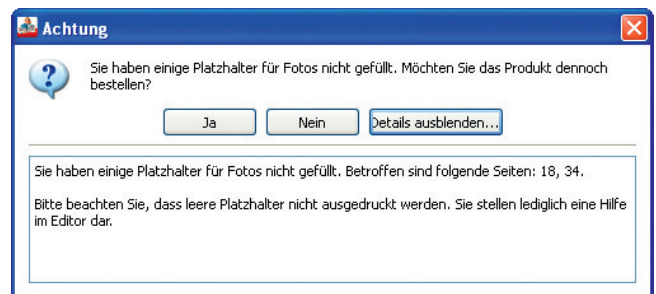 Achtung
Sie haben einige Platzhalter für Fotos nicht gefüllt. Möchten Sie das Produkt dennoch
bestellen?
Ja Nein Details ausblenden...
Sie haben einige Platzhalter für Fotos nicht gefüllt. Betroffen sind folgende Seiten: 18, 34.
Bitte beachten Sie, dass leere Platzhalter nicht ausgedruckt werden. Sie stellen lediglich eine Hilfe
im Editor dar.